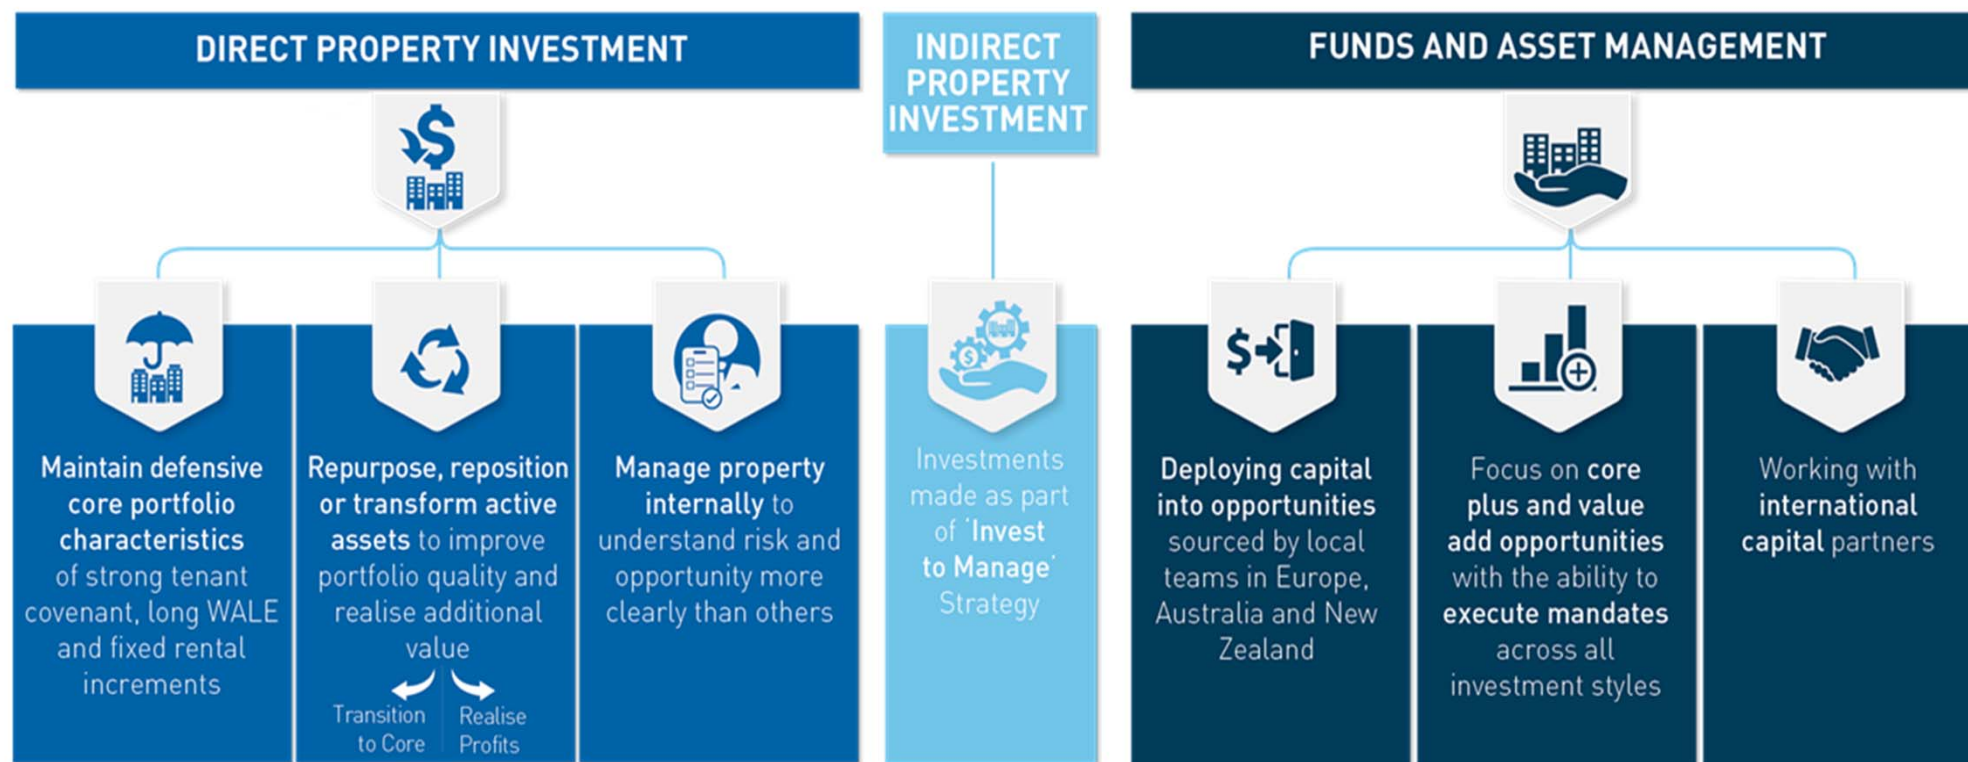 DIRECT PROPERTY INVESTMENT
Maintain defensive
core portfolio
characteristics
of strong tenant
covenant, long WALE
and fixed rental
increments
Repurpose, reposition
or transform active
assets to improve
portfolio quality and
realise additional
value
Transition
to Core
Realise
Profits
Manage property
internally to
understand risk and
opportunity more
clearly than others
INDIRECT
PROPERTY
INVESTMENT
Investments
made as part
of 'Invest
to Manage'
Strategy
FUNDS AND ASSET MANAGEMENT
Deploying capital
into opportunities
sourced by local
teams in Europe,
Australia and New
Zealand
Focus on core
plus and value
add opportunities
with the ability to
execute mandates
across all
investment styles
Working with
international
capital partners